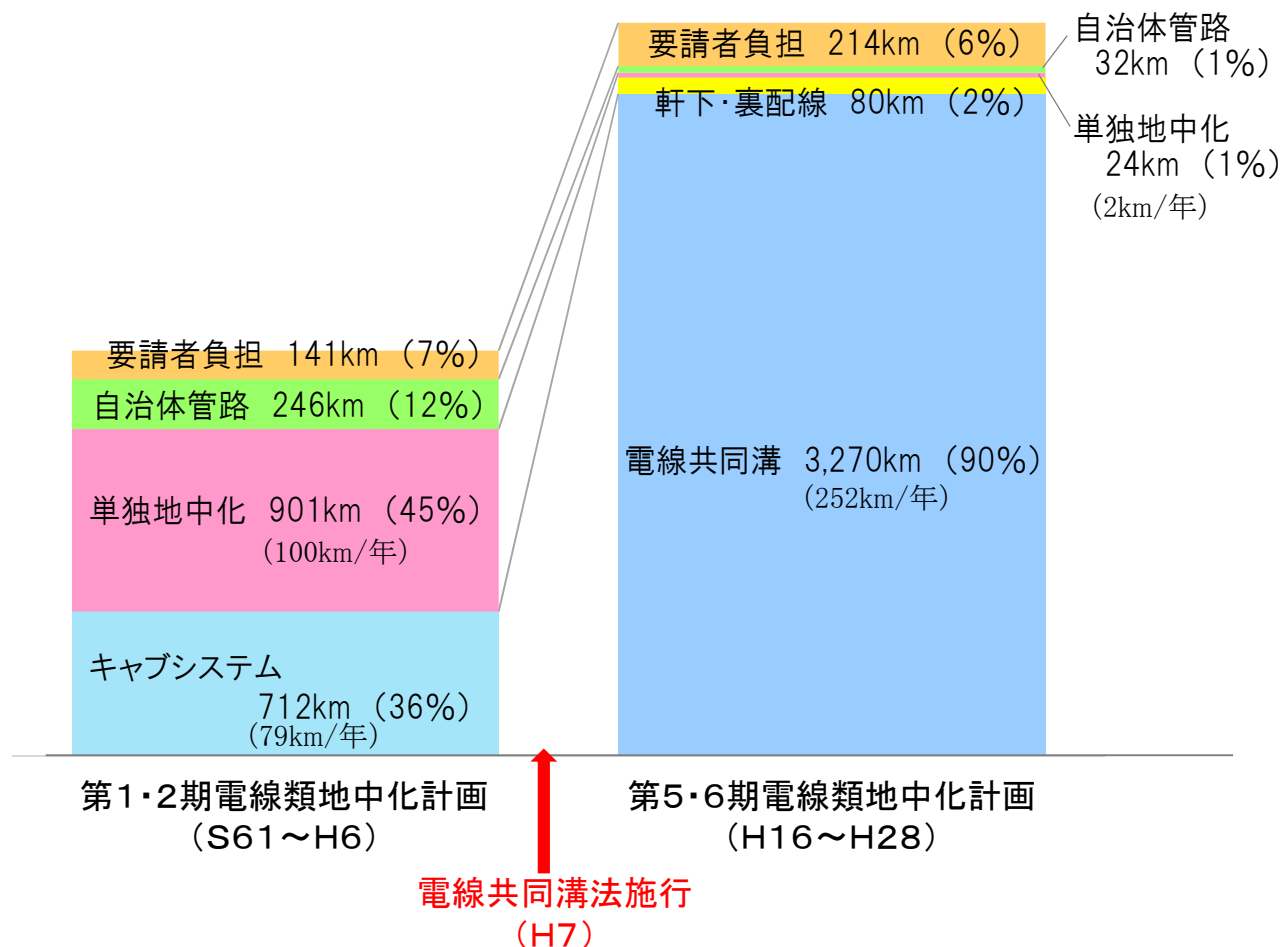 要請者負担 141km（7%）
自治体管路 246km（12%）
単独地中化 901km（45%）
（100km/年）
キャブシステム
712km（36%）
（79km/年）
第1・2期電線類地中化計画
（S61～H6）
要請者負担 214km（6%）
自治体管路
32km（1%）
単独地中化
24km（1%）
（2km/年）
軒下・裏配線 80km（2%）
電線共同溝 3,270km（90%）
（252km/年）
第5・6期電線類地中化計画
（H16～H28）
電線共同溝法施行
（H7）